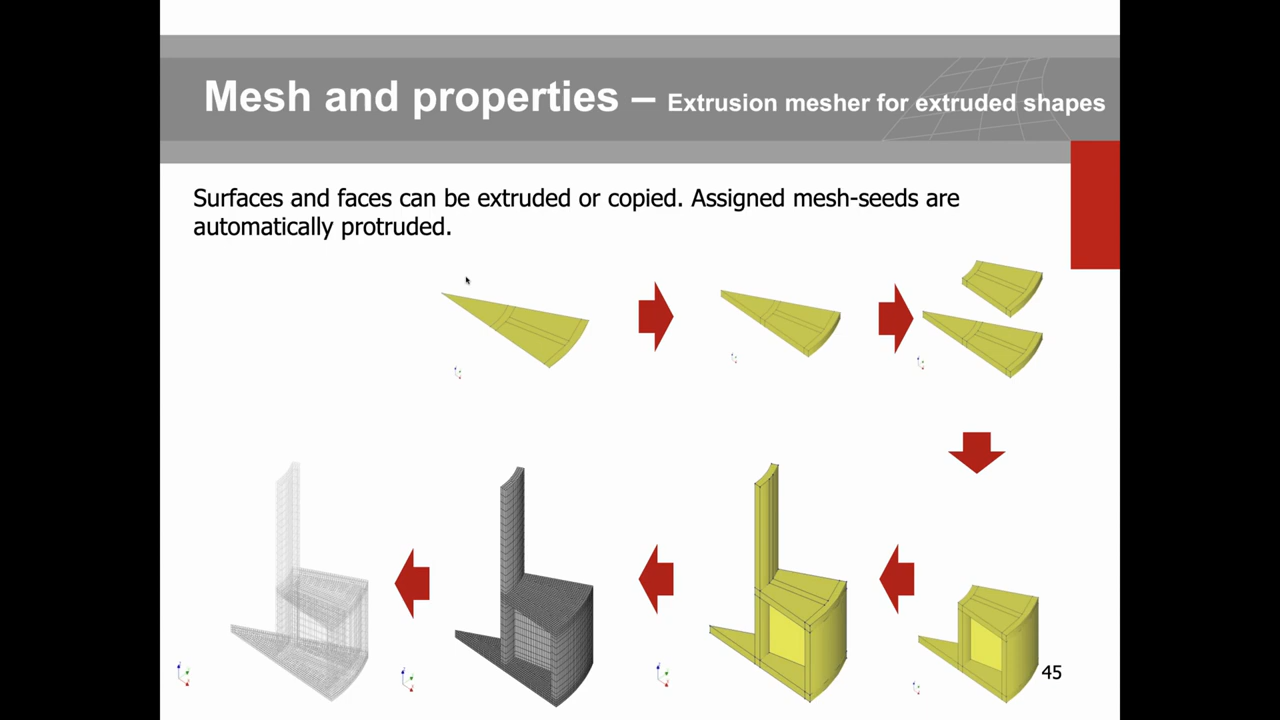 Mesh and properties – Extrusion mesher for extruded shapes
Surfaces and faces can be extruded or copied. Assigned mesh-seeds are
automatically protruded.
45